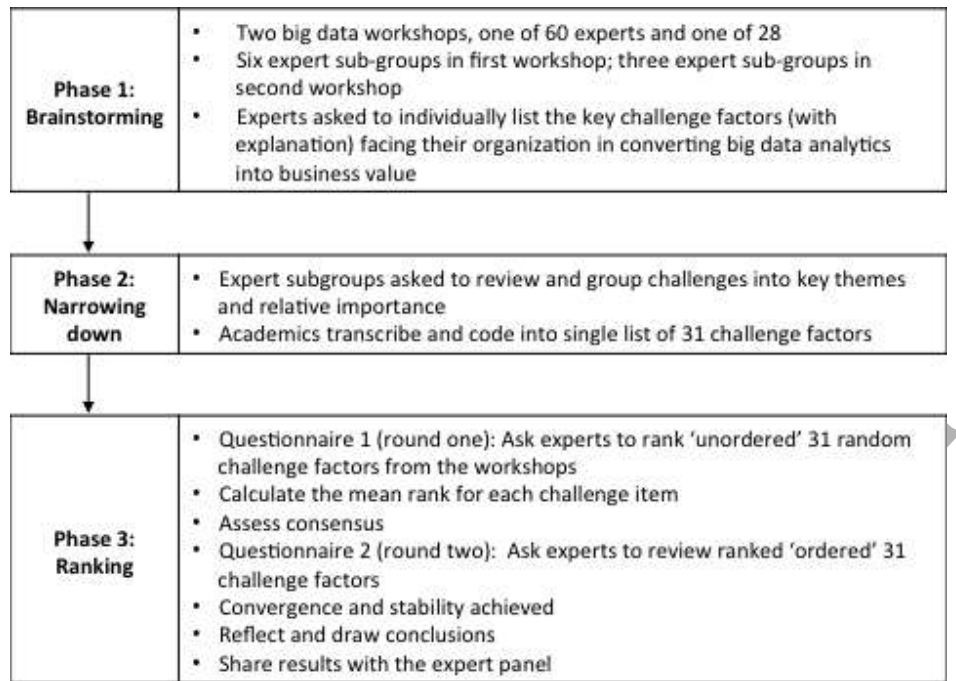 Phase 1:
Brainstorming
• Two big data workshops, one of 60 experts and one of 28
• Six expert sub-groups in first workshop; three expert sub-groups in
second workshop
• Experts asked to individually list the key challenge factors (with
explanation) facing their organization in converting big data analytics
into business value
Phase 2:
Narrowing
down
• Expert subgroups asked to review and group challenges into key themes
and relative importance
• Academics transcribe and code into single list of 31 challenge factors
Phase 3:
Ranking
• Questionnaire 1 (round one): Ask experts to rank ‘unordered’ 31 random
challenge factors from the workshops
• Calculate the mean rank for each challenge item
• Assess consensus
• Questionnaire 2 (round two): Ask experts to review ranked ‘ordered’ 31
challenge factors
• Convergence and stability achieved
• Reflect and draw conclusions
• Share results with the expert panel